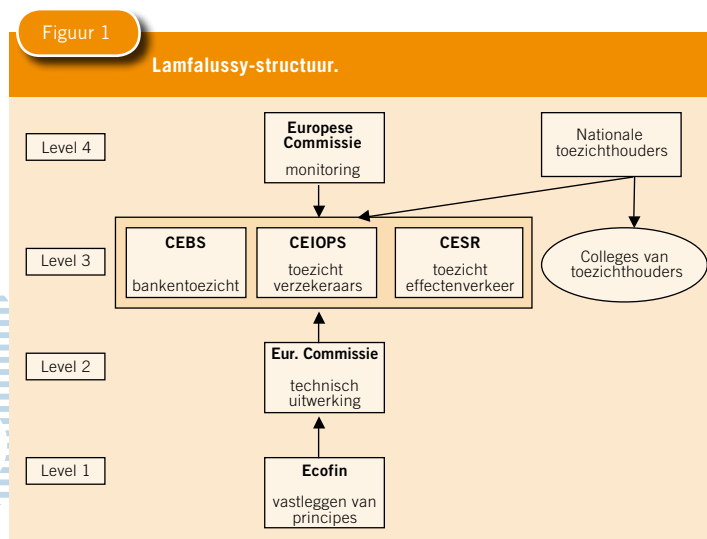 Figuur 1
Lamfalussy-structuur.
Level 4
Europese
Commissie
monitoring
Nationale
toezichthouders
Level 3
CEBS
bankentoezicht
CEIOPS
toezicht
verzekeraars
CESR
toezicht
effectenverkeer
Colleges van
toezichthouders
Level 2
Eur. Commissie
technisch
uitwerking
Level 1
Ecofin
vastleggen van
principes